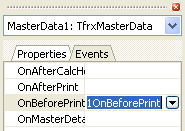 MasterData1: TfrxMasterData
Properties Events
OnAfterCalcH
OnAfterPrint
OnBeforePrint 1OnBeforePrint
OnMasterDeta